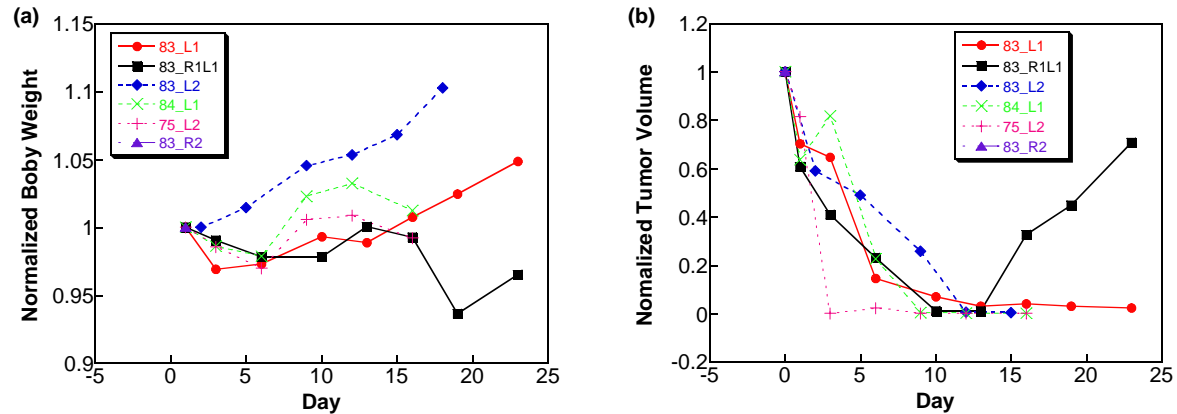 (a)
1.15
1.1
1.05
1
0.95
0.9
Normalized Boby Weight
-5
0
5
10
15
20
25
Day
83_L1
83_R1L1
83_L2
84_L1
75_L2
83_R2
(b)
1.2
1
0.8
0.6
0.4
0.2
0
-0.2
Nomalized Tumor Volume
-5
0
5
10
15
20
25
Day
83_L1
83_R1L1
83_L2
84_L1
75_L2
83_R2